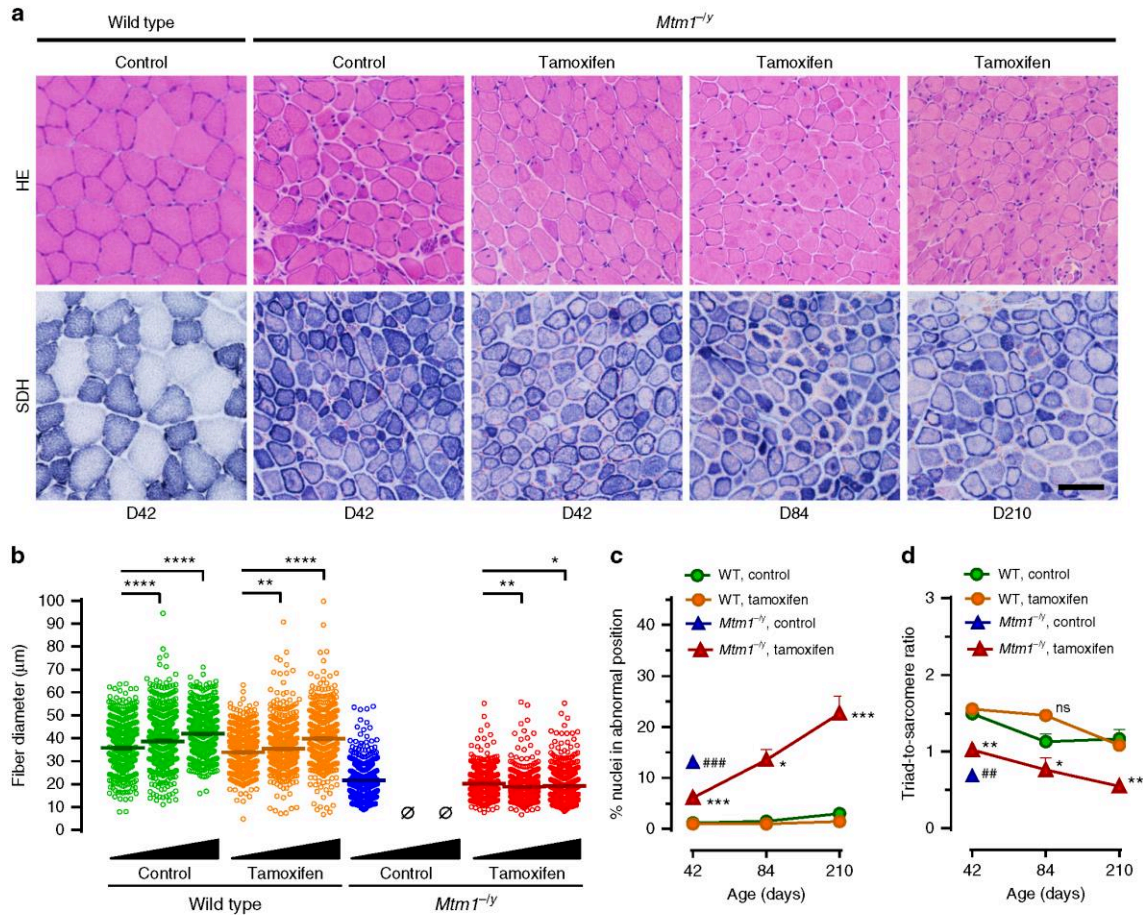 a
Wild type Mtm1⁻/ʸ
Control Control Tamoxifen Tamoxifen Tamoxifen
HE
SDH
D42 D42 D42 D84 D210
b
**** **** ** **** ** *
Fiber diameter (μm)
100
90
80
70
60
50
40
30
20
10
0
Ø Ø
Control Tamoxifen Control Tamoxifen
Wild type Mtm1⁻/ʸ
c
WT, control
WT, tamoxifen
Mtm1⁻/ʸ, control
Mtm1⁻/ʸ, tamoxifen
% nuclei in abnormal position
40
30
20
10
0
###
***
*
***
42 84 210
Age (days)
d
WT, control
WT, tamoxifen
Mtm1⁻/ʸ, control
Mtm1⁻/ʸ, tamoxifen
Triad-to-sarcomere ratio
3
2
1
0
ns
**
##
*
**
42 84 210
Age (days)